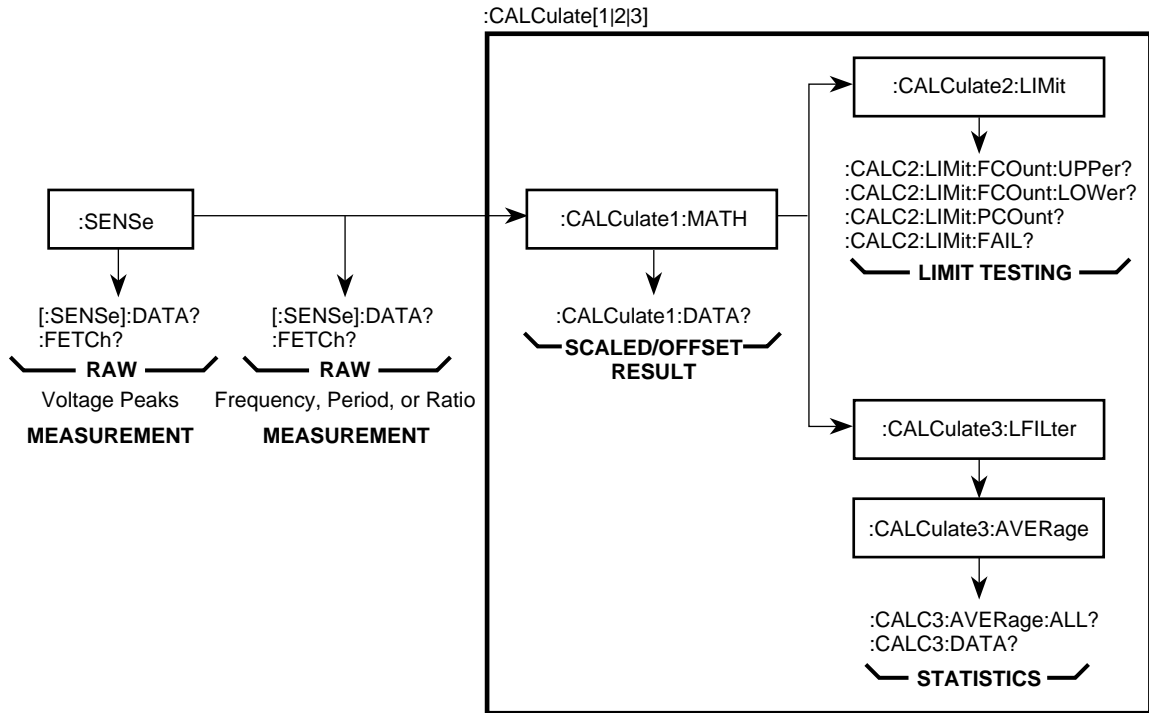 :CALCulate[1|2|3]
:SENSe
[:SENSe]:DATA?
:FETCh?
RAW
Voltage Peaks
MEASUREMENT
[:SENSe]:DATA?
:FETCh?
RAW
Frequency, Period, or Ratio
MEASUREMENT
:CALCulate1:MATH
:CALCulate1:DATA?
SCALED/OFFSET
RESULT
:CALCulate2:LIMit
:CALC2:LIMit:FCOunt:UPPer?
:CALC2:LIMit:FCOunt:LOWer?
:CALC2:LIMit:PCOunt?
:CALC2:LIMit:FAIL?
LIMIT TESTING
:CALCulate3:LFILter
:CALCulate3:AVERage
:CALC3:AVERage:ALL?
:CALC3:DATA?
STATISTICS